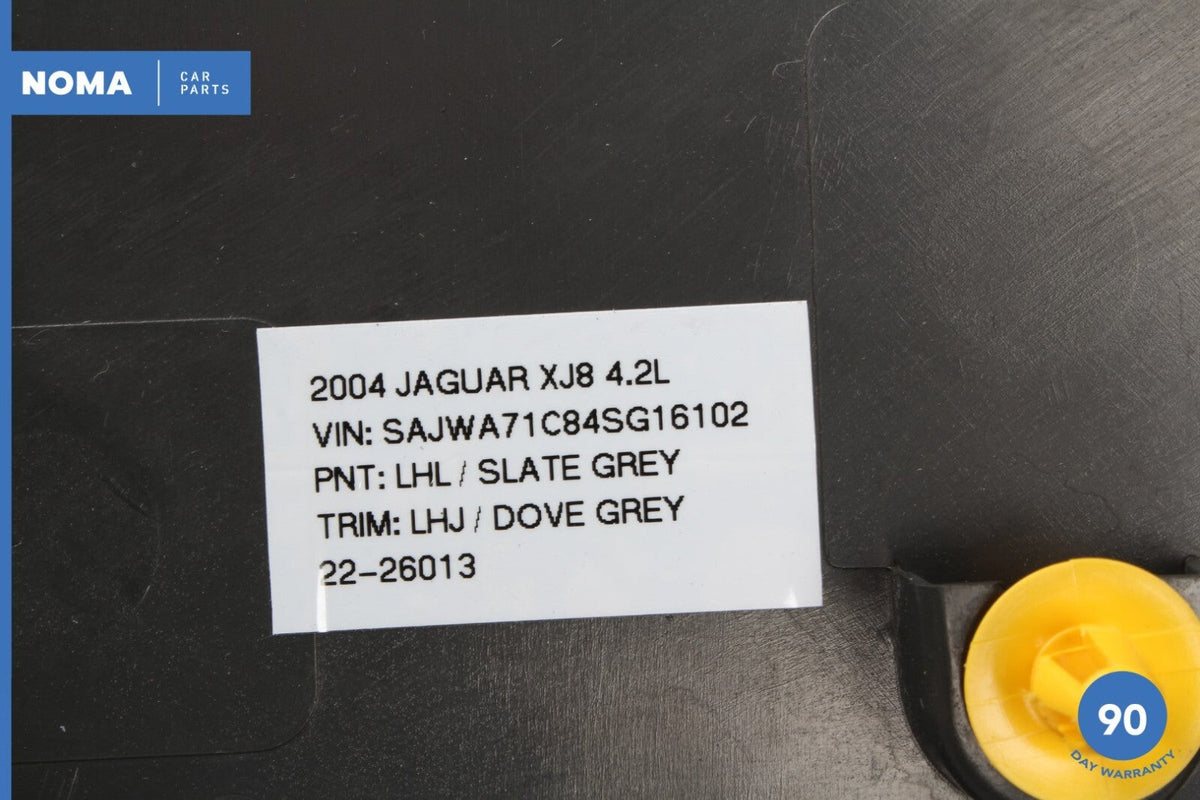 NOMA
CAR
PARTS
2004 JAGUAR XJ8 4.2L
VIN: SAJWA71C84SG16102
PNT: LHL / SLATE GREY
TRIM: LHJ / DOVE GREY
22-26013
90
DAY WARRANTY